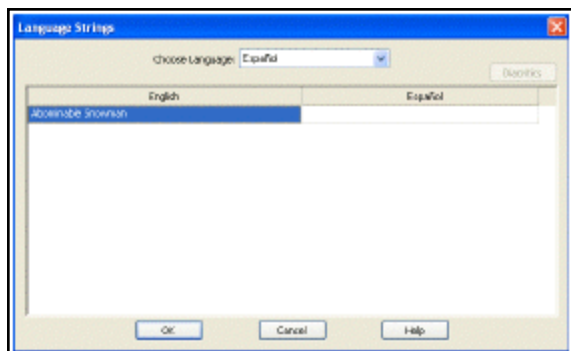 Language Strings
Choose Language: Español
Diacritics
English Español
Abominable Snowman
OK Cancel Help